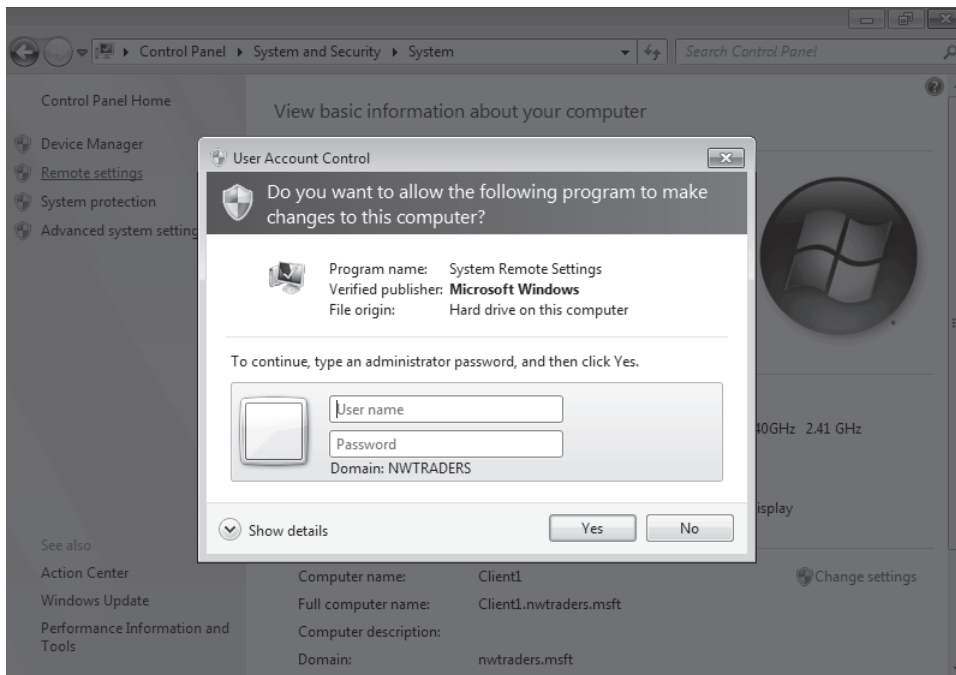 Control Panel ▸ System and Security ▸ System
Search Control Panel
Control Panel Home
Device Manager
Remote settings
System protection
Advanced system setting
View basic information about your computer
User Account Control
Do you want to allow the following program to make
changes to this computer?
Program name: System Remote Settings
Verified publisher: Microsoft Windows
File origin: Hard drive on this computer
To continue, type an administrator password, and then click Yes.
User name
Password
Domain: NWTRADERS
Show details
Yes
No
40GHz 2.41 GHz
isplay
See also
Action Center
Windows Update
Performance Information and
Tools
Computer name: Client1
Change settings
Full computer name: Client1.nwtraders.msft
Computer description:
Domain: nwtraders.msft